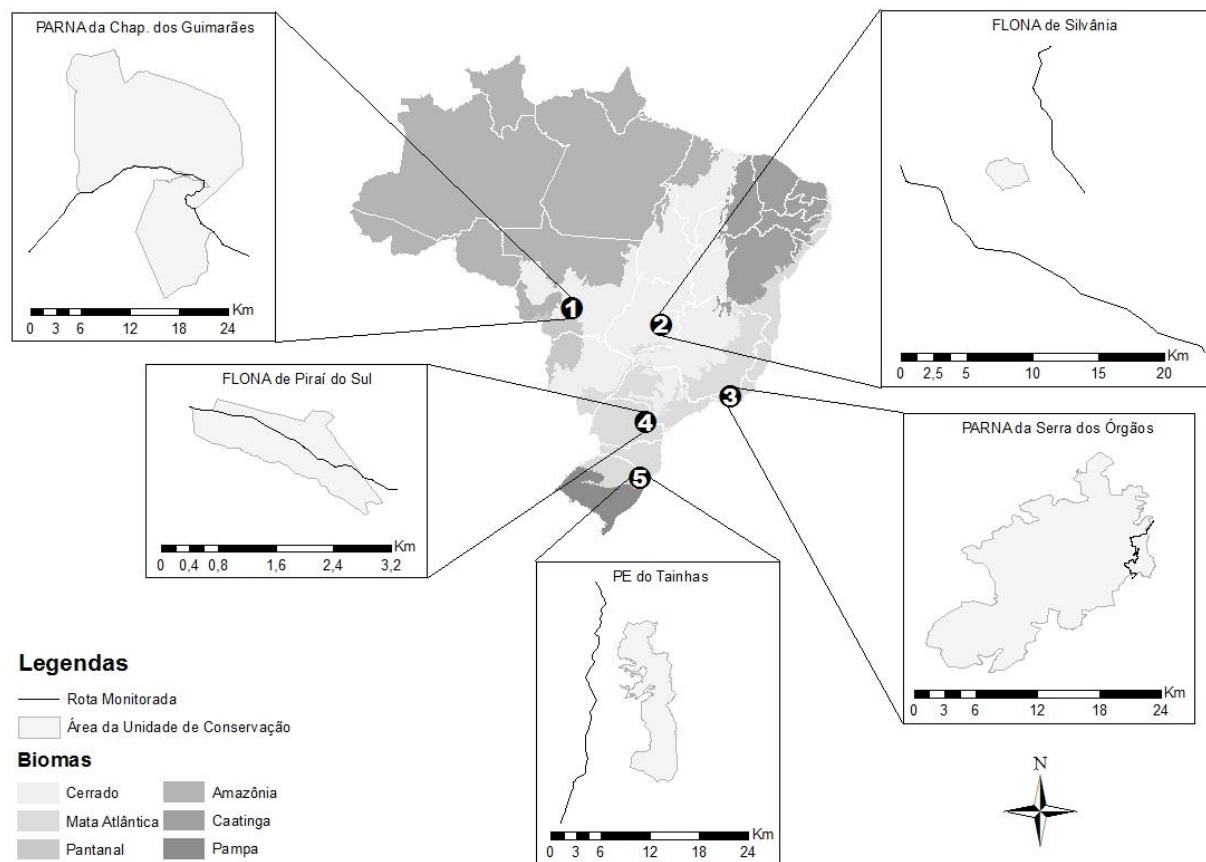 PARNA da Chap. dos Guimarães
Km
0 3 6 12 18 24
FLONA de Silvânia
Km
0 2,5 5 10 15 20
1
2
3
4
5
FLONA de Piraí do Sul
Km
0 0,4 0,8 1,6 2,4 3,2
PARNA da Serra dos Órgãos
Km
0 3 6 12 18 24
PE do Tainhas
Km
0 3 6 12 18 24
Legendas
Rota Monitorada
Área da Unidade de Conservação
Biomas
Cerrado Amazônia
Mata Atlântica Caatinga
Pantanal Pampa
N